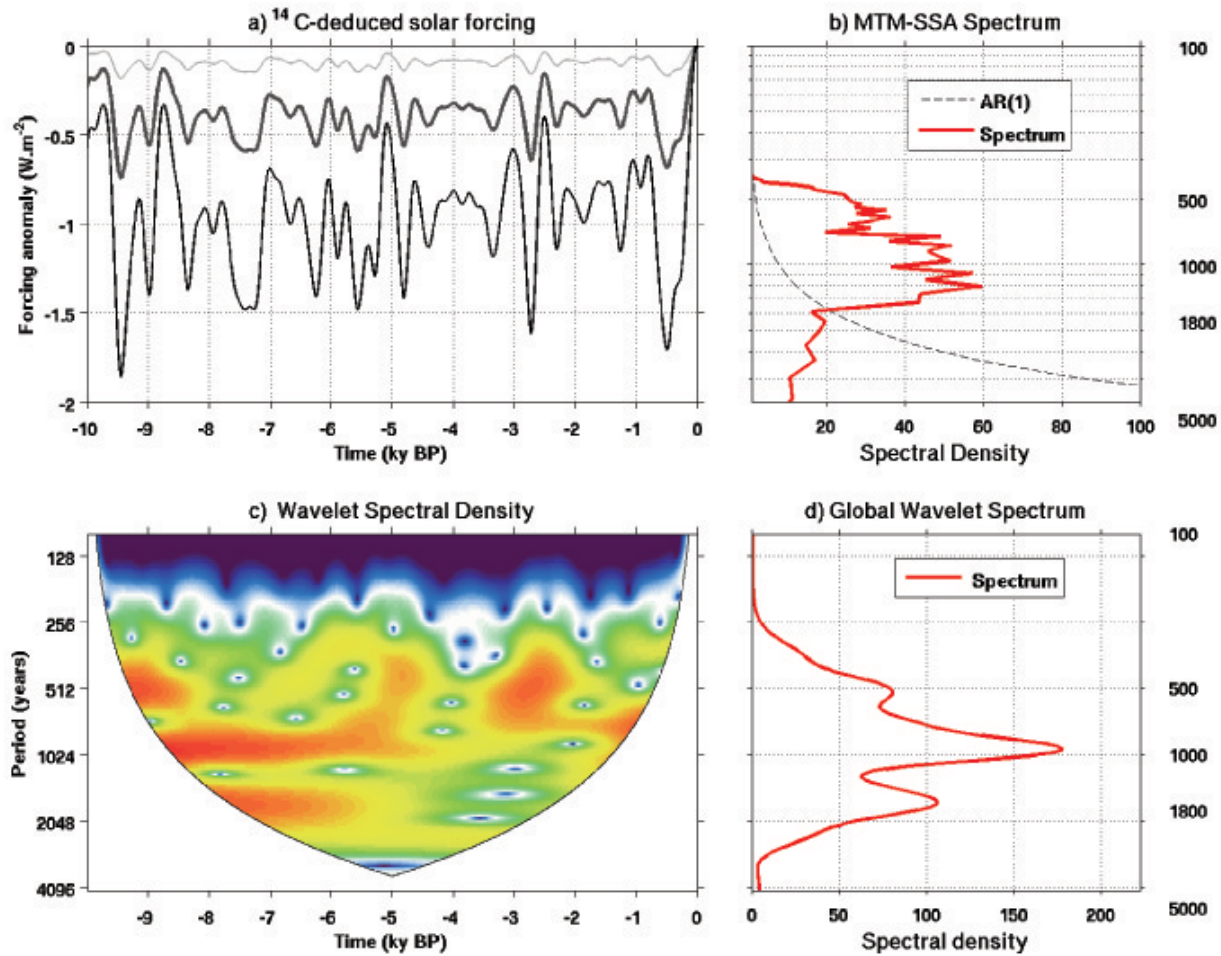 a) ¹⁴ C-deduced solar forcing
Forcing anomaly (W.m⁻²)
0
-0.5
-1
-1.5
-2
-10 -9 -8 -7 -6 -5 -4 -3 -2 -1 0
Time (ky BP)
b) MTM-SSA Spectrum
AR(1)
Spectrum
100
500
1000
1800
5000
20 40 60 80 100
Spectral Density
c) Wavelet Spectral Density
Period (years)
128
256
512
1024
2048
4096
-9 -8 -7 -6 -5 -4 -3 -2 -1 0
Time (ky BP)
d) Global Wavelet Spectrum
Spectrum
100
500
1000
1800
5000
0 50 100 150 200
Spectral density